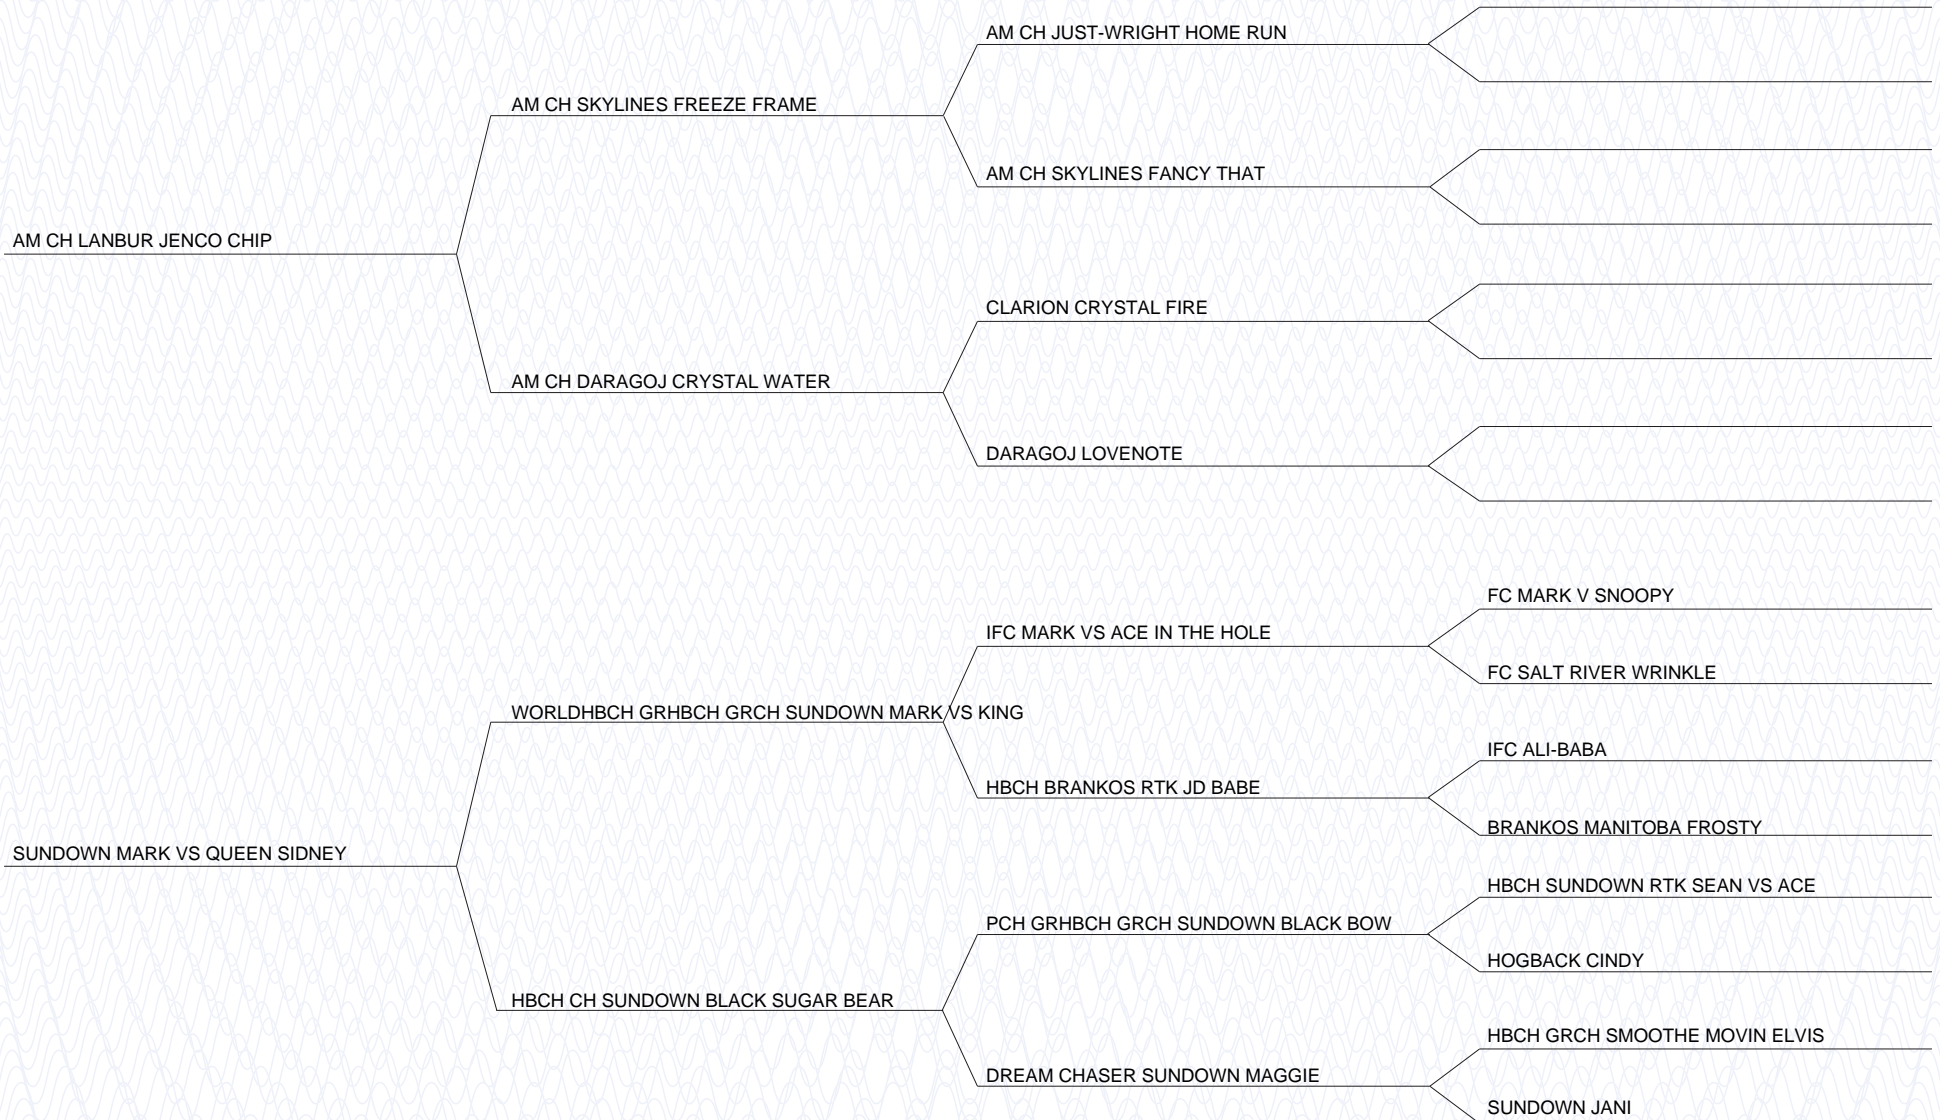 AM CH JUST-WRIGHT HOME RUN
AM CH SKYLINES FREEZE FRAME
AM CH SKYLINES FANCY THAT
AM CH LANBUR JENCO CHIP
CLARION CRYSTAL FIRE
AM CH DARAGOJ CRYSTAL WATER
DARAGOJ LOVENOTE
FC MARK V SNOOPY
IFC MARK VS ACE IN THE HOLE
FC SALT RIVER WRINKLE
WORLDHBCH GRHBCH GRCH SUNDOWN MARK VS KING
IFC ALI-BABA
HBCH BRANKOS RTK JD BABE
BRANKOS MANITOBA FROSTY
SUNDOWN MARK VS QUEEN SIDNEY
HBCH SUNDOWN RTK SEAN VS ACE
PCH GRHBCH GRCH SUNDOWN BLACK BOW
HOGBACK CINDY
HBCH CH SUNDOWN BLACK SUGAR BEAR
HBCH GRCH SMOOTHE MOVIN ELVIS
DREAM CHASER SUNDOWN MAGGIE
SUNDOWN JANI